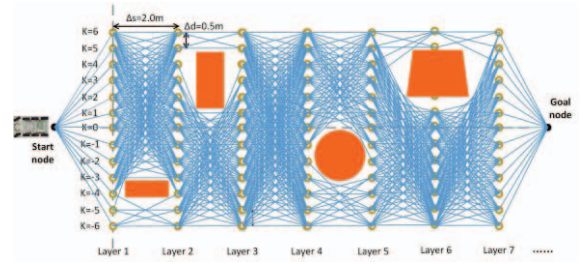 Δs=2.0m
Δd=0.5m
K=6
K=5
K=4
K=3
K=2
K=1
K=0
K=-1
K=-2
K=-3
K=-4
K=-5
K=-6
Start
node
Goal
node
Layer 1 Layer 2 Layer 3 Layer 4 Layer 5 Layer 6 Layer 7 ......